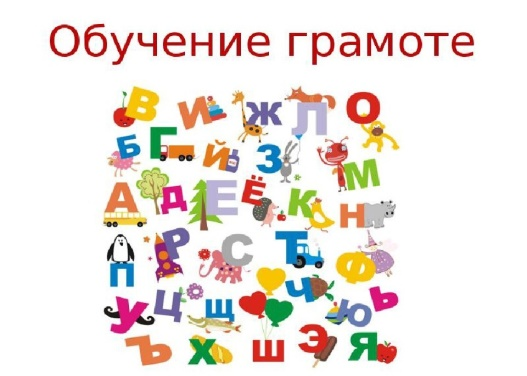 Обучение грамоте
В И Ж Л О
Б Г Й З М
А Д Е Ё К Н
П Р С Т Ф
У Ц Щ Ч Ю Ь
Ъ Х Ш Э Я